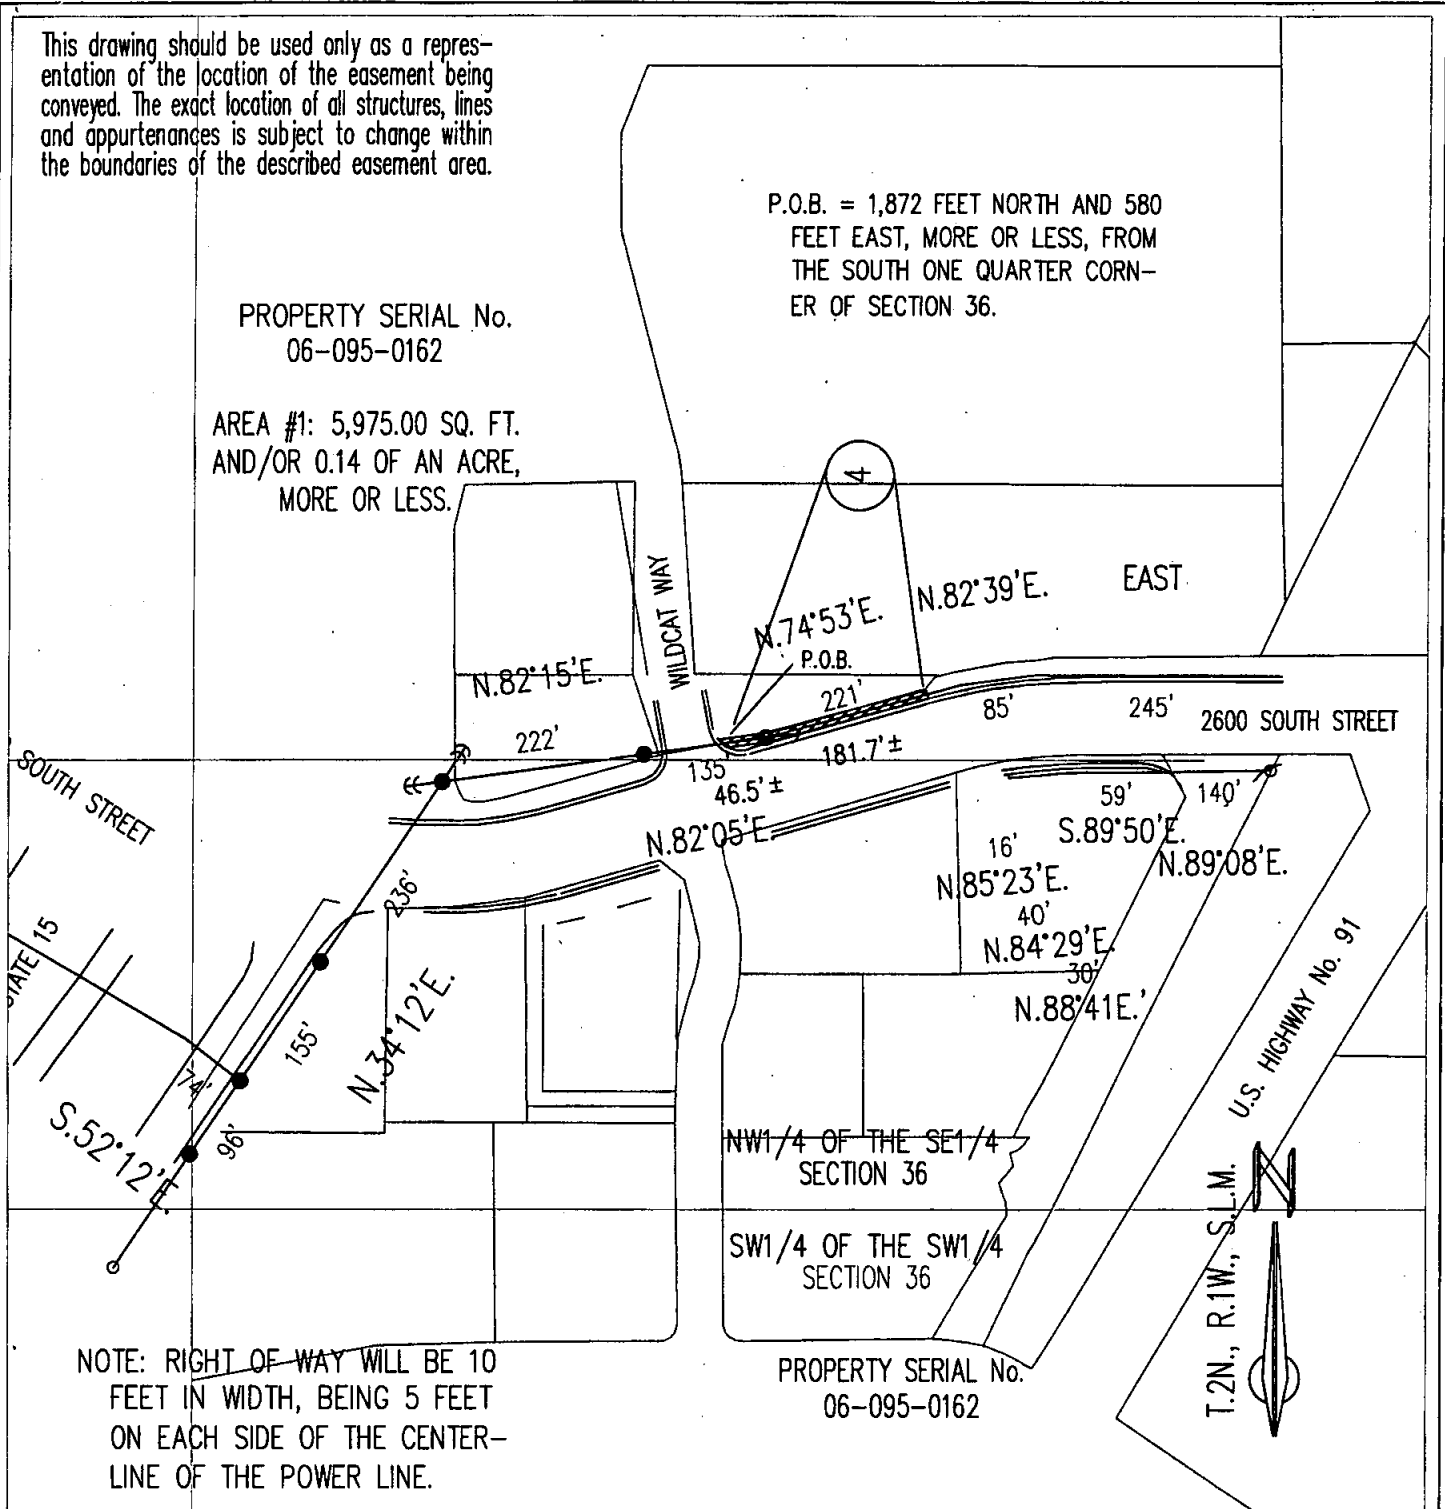 This drawing should be used only as a repres-
entation of the location of the easement being
conveyed. The exact location of all structures, lines
and appurtenances is subject to change within
the boundaries of the described easement area.
P.O.B. = 1,872 FEET NORTH AND 580
FEET EAST, MORE OR LESS, FROM
THE SOUTH ONE QUARTER CORN-
ER OF SECTION 36.
PROPERTY SERIAL No.
06-095-0162
AREA #1: 5,975.00 SQ. FT.
AND/OR 0.14 OF AN ACRE,
MORE OR LESS.
4
WILDCAT WAY
EAST
N.82°39'E.
N.74°53'E.
P.O.B.
N.82°15'E.
221'
85'
245'
2600 SOUTH STREET
222'
181.7'±
135'
46.5'±
N.82°05'E.
SOUTH STREET
59'
140'
S.89°50'E.
N.89°08'E.
16'
N.85°23'E.
40'
N.84°29'E.
30'
N.88°41E.'
236'
15
155'
N.34°12'E.
74'
96'
S.52°12'E.
U.S. HIGHWAY No. 91
NW1/4 OF THE SE1/4
SECTION 36
SW1/4 OF THE SW1/4
SECTION 36
N
T.2N., R.1W., S.L.M.
NOTE: RIGHT OF WAY WILL BE 10
FEET IN WIDTH, BEING 5 FEET
ON EACH SIDE OF THE CENTER-
LINE OF THE POWER LINE.
PROPERTY SERIAL No.
06-095-0162